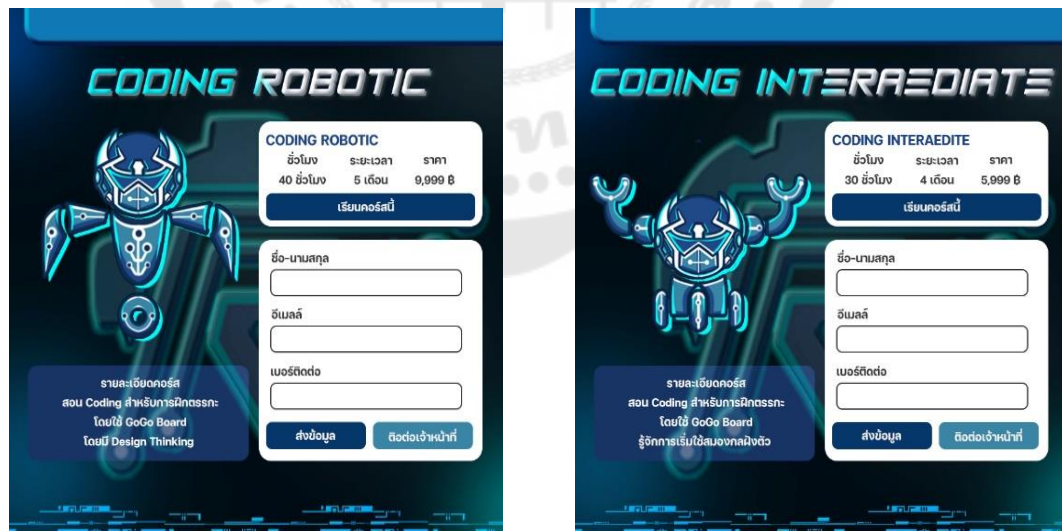 CODING ROBOTIC
CODING ROBOTIC
ชั่วโมง ระยะเวลา ราคา
40 ชั่วโมง 5 เดือน 9,999 ฿
เรียนคอร์สนี้
ชื่อ-นามสกุล
อีเมลล์
เบอร์ติดต่อ
ส่งข้อมูล ติดต่อเจ้าหน้าที่
รายละเอียดคอร์ส
สอน Coding สำหรับการฝึกตรรกะ
โดยใช้ GoGo Board
โดยมี Design Thinking
CODING INTERAEDIATE
CODING INTERAEDITE
ชั่วโมง ระยะเวลา ราคา
30 ชั่วโมง 4 เดือน 5,999 ฿
เรียนคอร์สนี้
ชื่อ-นามสกุล
อีเมลล์
เบอร์ติดต่อ
ส่งข้อมูล ติดต่อเจ้าหน้าที่
รายละเอียดคอร์ส
สอน Coding สำหรับการฝึกตรรกะ
โดยใช้ GoGo Board
รู้จักการเริ่มใช้สมองกลฝังตัว